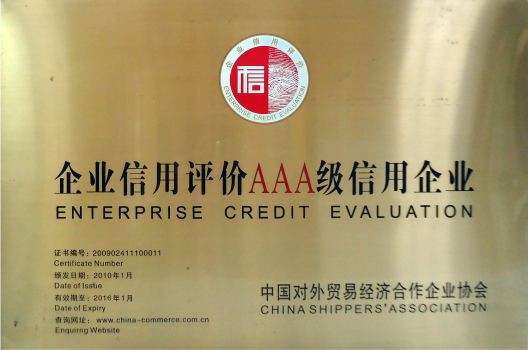 企业信用评价
信
ENTERPRISE CREDIT EVALUATION
企业信用评价AAA级信用企业
ENTERPRISE CREDIT EVALUATION
证书编号：200902411100011
Certificate Number
颁发日期：2010年1月
Date of Issue
有效期至：2016年1月
Date of Expiry
查询网址：www.china-commerce.com.cn
Enquirng Website
中国对外贸易经济合作企业协会
CHINA SHIPPERS'ASSOCIATION